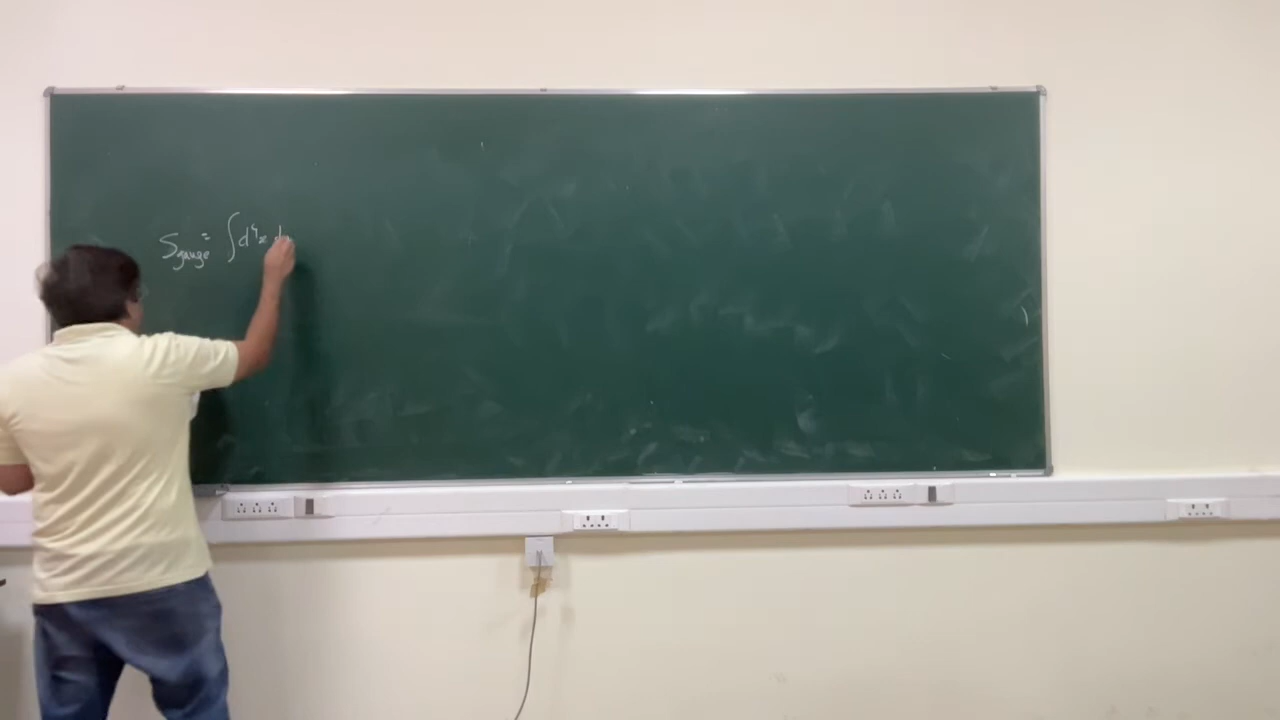 S_gauge = ∫ d⁴x d